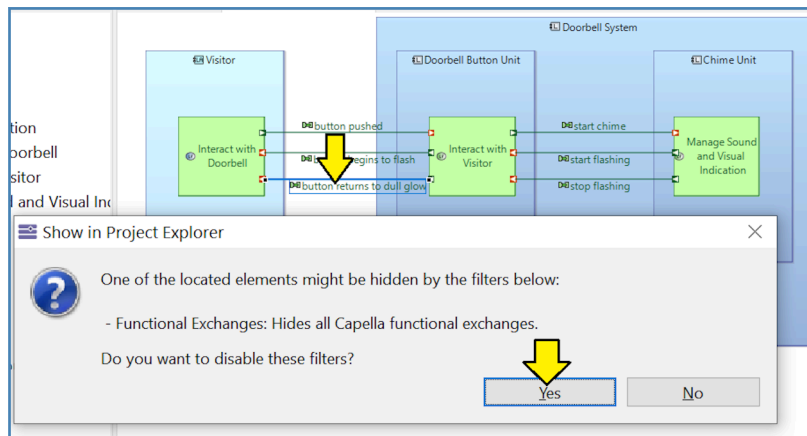 Doorbell System
Visitor
Doorbell Button Unit
Chime Unit
tion
oorbell
sitor
l and Visual Ind
button pushed
start chime
Interact with
Doorbell
Interact with
Visitor
Manage Sound
and Visual
Indication
egins to flash
start flashing
button returns to dull glow
stop flashing
Show in Project Explorer
One of the located elements might be hidden by the filters below:
- Functional Exchanges: Hides all Capella functional exchanges.
Do you want to disable these filters?
Yes
No